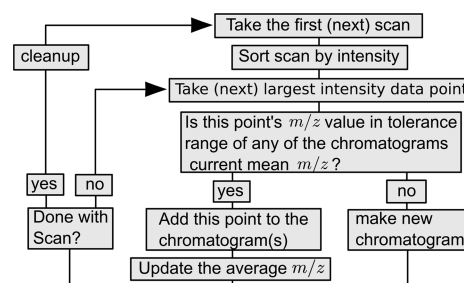 Take the first (next) scan
cleanup
Sort scan by intensity
Take (next) largest intensity data point
Is this point's m/z value in tolerance
range of any of the chromatograms
current mean m/z ?
yes
no
yes
no
Done with
Scan?
Add this point to the
chromatogram(s)
make new
chromatogram
Update the average m/z